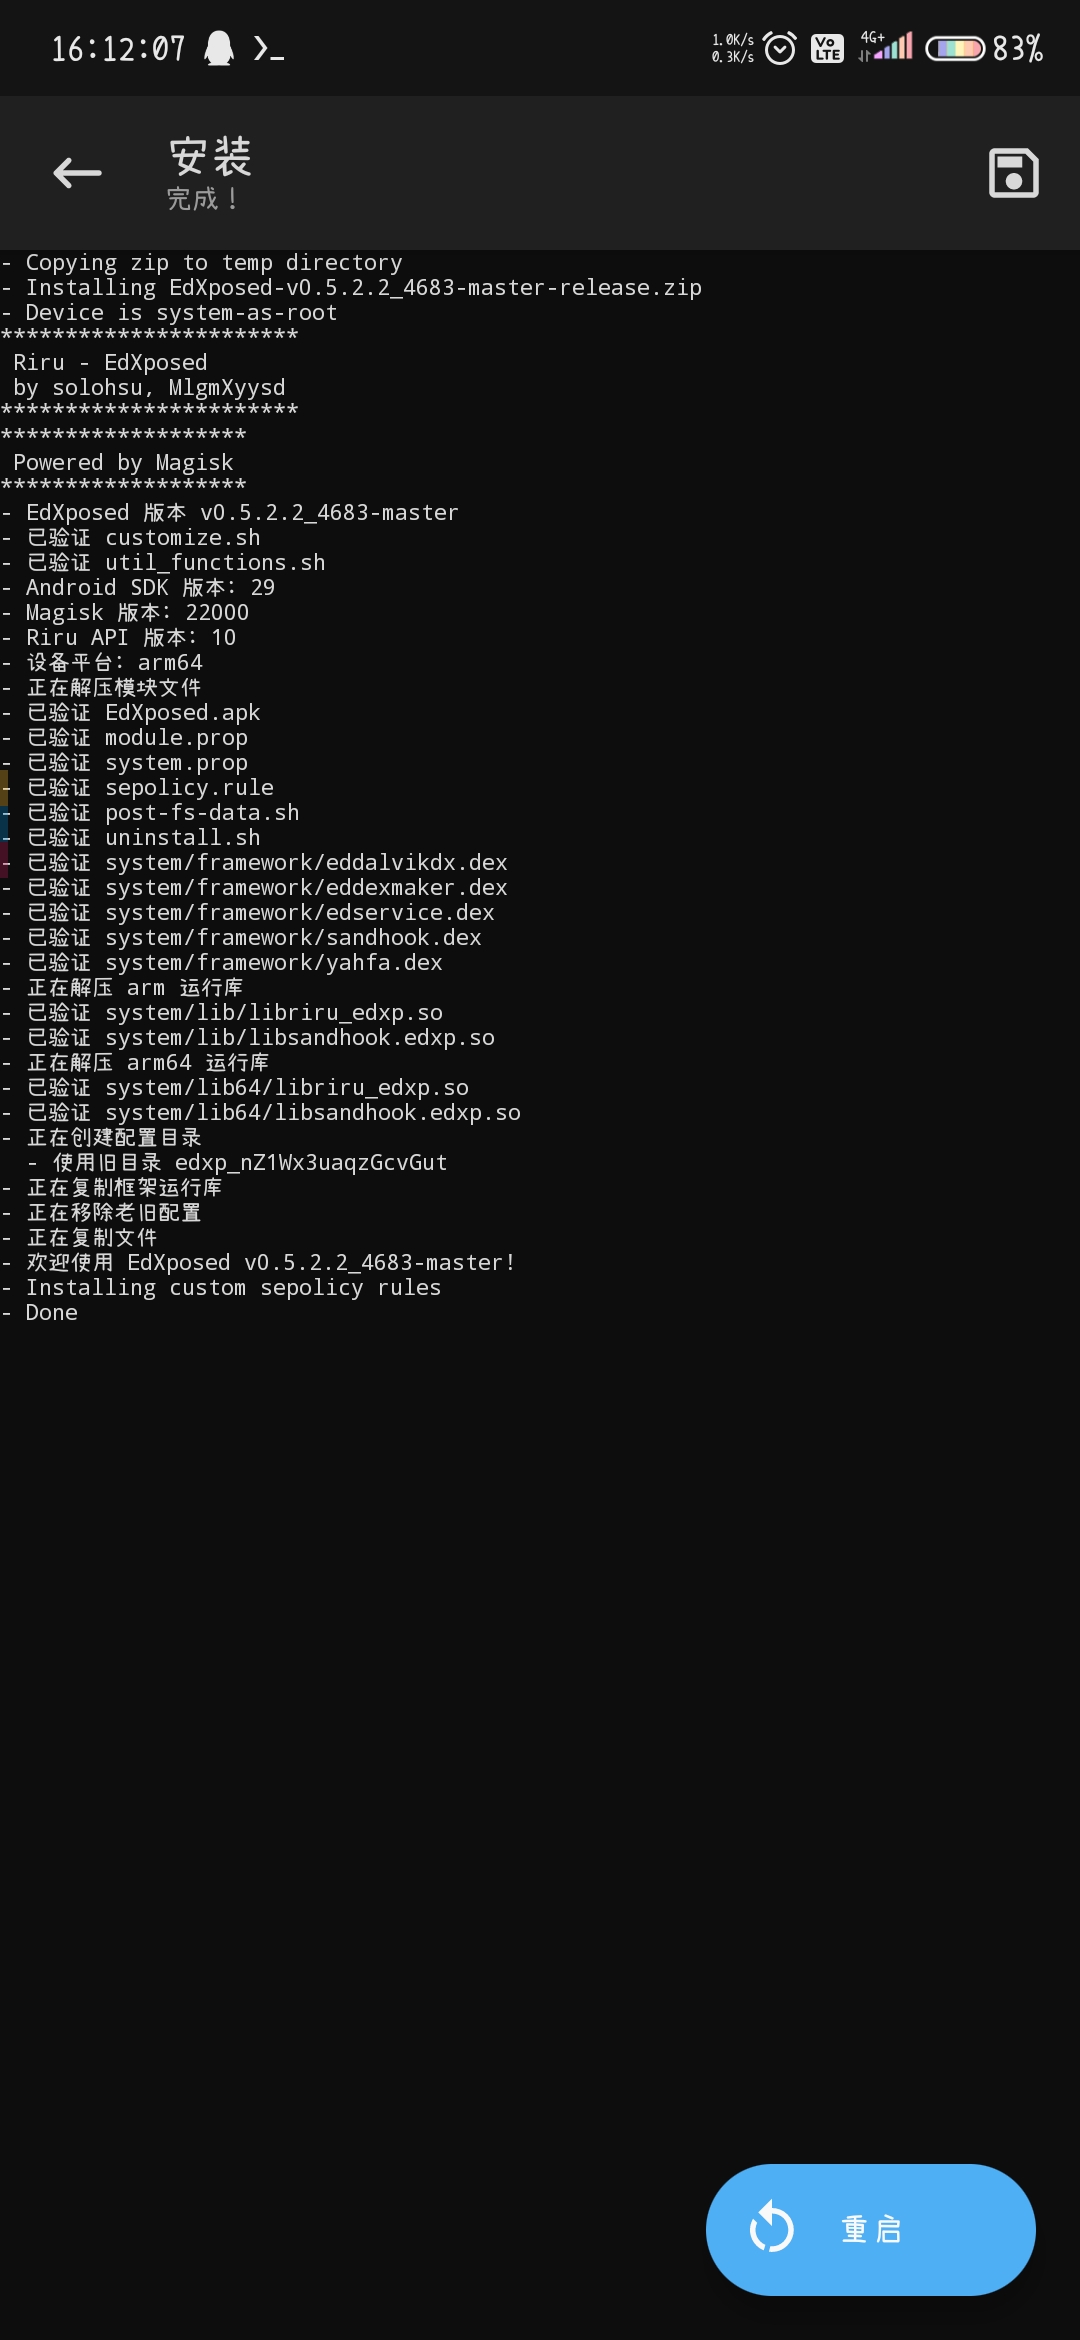 16:12:07
1.0K/s
0.3K/s
Vo
LTE
4G+
83%
安装
完成！
- Copying zip to temp directory
- Installing EdXposed-v0.5.2.2_4683-master-release.zip
- Device is system-as-root
***********************
Riru - EdXposed
by solohsu, MlgmXyysd
***********************
*******************
Powered by Magisk
*******************
- EdXposed 版本 v0.5.2.2_4683-master
- 已验证 customize.sh
- 已验证 util_functions.sh
- Android SDK 版本: 29
- Magisk 版本: 22000
- Riru API 版本: 10
- 设备平台: arm64
- 正在解压模块文件
- 已验证 EdXposed.apk
- 已验证 module.prop
- 已验证 system.prop
- 已验证 sepolicy.rule
- 已验证 post-fs-data.sh
- 已验证 uninstall.sh
- 已验证 system/framework/eddalvikdx.dex
- 已验证 system/framework/eddexmaker.dex
- 已验证 system/framework/edservice.dex
- 已验证 system/framework/sandhook.dex
- 已验证 system/framework/yahfa.dex
- 正在解压 arm 运行库
- 已验证 system/lib/libriru_edxp.so
- 已验证 system/lib/libsandhook.edxp.so
- 正在解压 arm64 运行库
- 已验证 system/lib64/libriru_edxp.so
- 已验证 system/lib64/libsandhook.edxp.so
- 正在创建配置目录
- 使用旧目录 edxp_nZ1Wx3uaqzGcvGut
- 正在复制框架运行库
- 正在移除老旧配置
- 正在复制文件
- 欢迎使用 EdXposed v0.5.2.2_4683-master!
- Installing custom sepolicy rules
- Done
重启